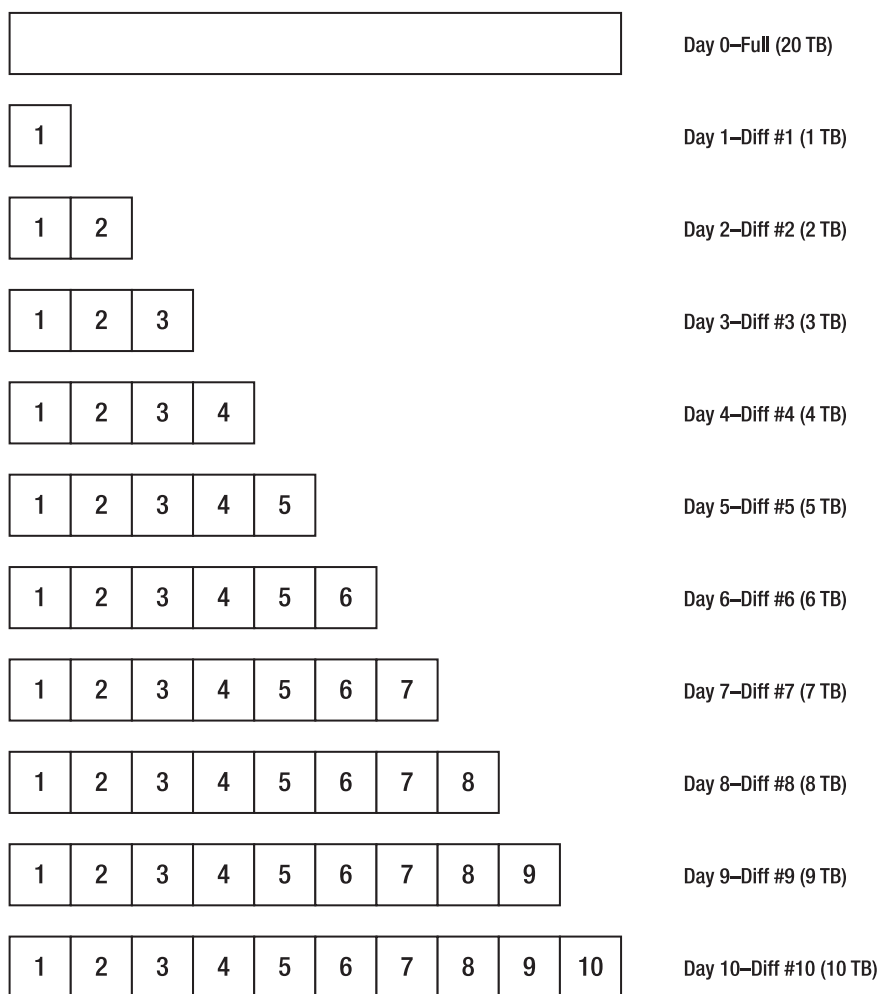 Day 0–Full (20 TB)
1 Day 1–Diff #1 (1 TB)
1 2 Day 2–Diff #2 (2 TB)
1 2 3 Day 3–Diff #3 (3 TB)
1 2 3 4 Day 4–Diff #4 (4 TB)
1 2 3 4 5 Day 5–Diff #5 (5 TB)
1 2 3 4 5 6 Day 6–Diff #6 (6 TB)
1 2 3 4 5 6 7 Day 7–Diff #7 (7 TB)
1 2 3 4 5 6 7 8 Day 8–Diff #8 (8 TB)
1 2 3 4 5 6 7 8 9 Day 9–Diff #9 (9 TB)
1 2 3 4 5 6 7 8 9 10 Day 10–Diff #10 (10 TB)